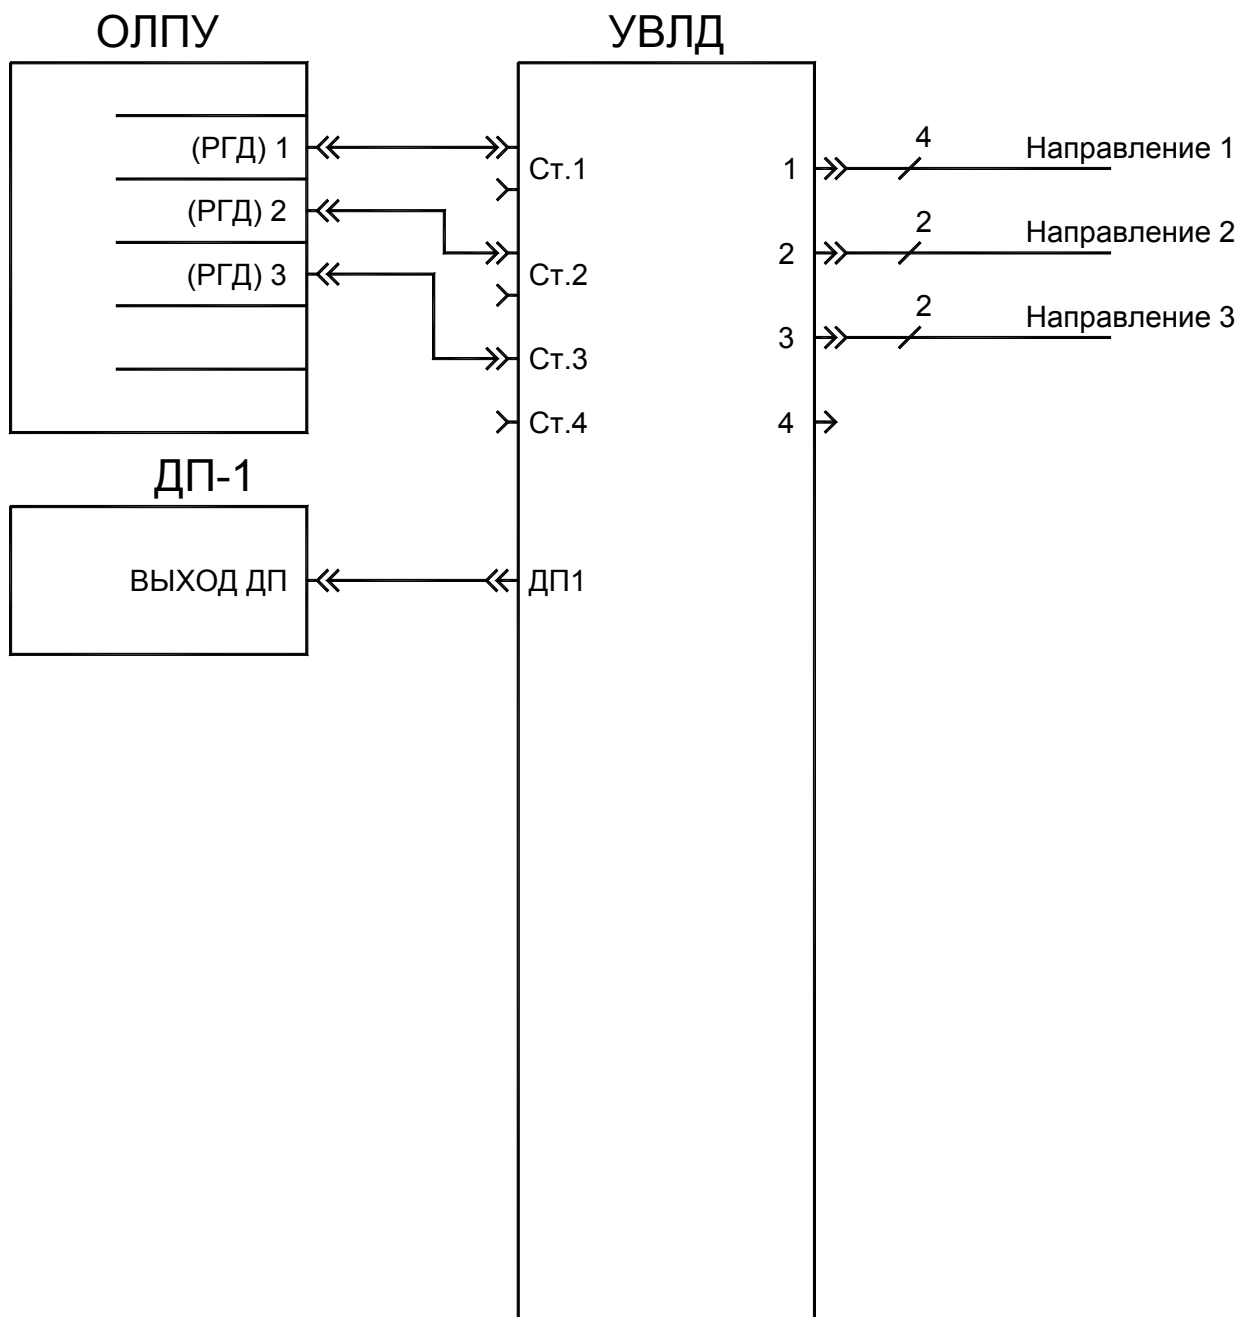 ОЛПУ
УВЛД
(РГД) 1
Ст.1
1
4
Направление 1
(РГД) 2
Ст.2
2
2
Направление 2
(РГД) 3
Ст.3
3
2
Направление 3
Ст.4
4
ДП-1
ВЫХОД ДП
ДП1